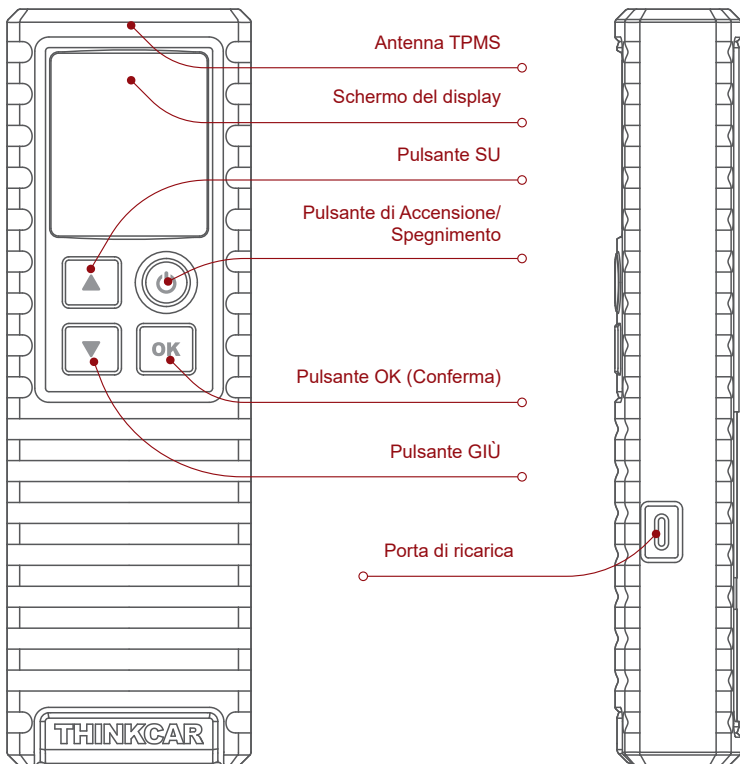 Antenna TPMS
Schermo del display
Pulsante SU
Pulsante di Accensione/
Spegnimento
OK
Pulsante OK (Conferma)
Pulsante GIÙ
Porta di ricarica
THINKCAR